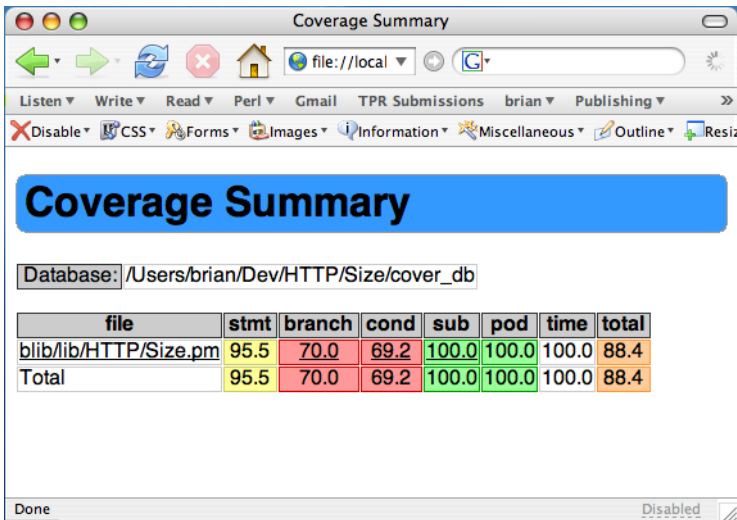 Coverage Summary
file://local
G
Listen Write Read Perl Gmail TPR Submissions brian Publishing »
Disable CSS Forms Images Information Miscellaneous Outline Resiz
Coverage Summary
Database: /Users/brian/Dev/HTTP/Size/cover_db
file stmt branch cond sub pod time total
blib/lib/HTTP/Size.pm 95.5 70.0 69.2 100.0 100.0 100.0 88.4
Total 95.5 70.0 69.2 100.0 100.0 100.0 88.4
Done Disabled